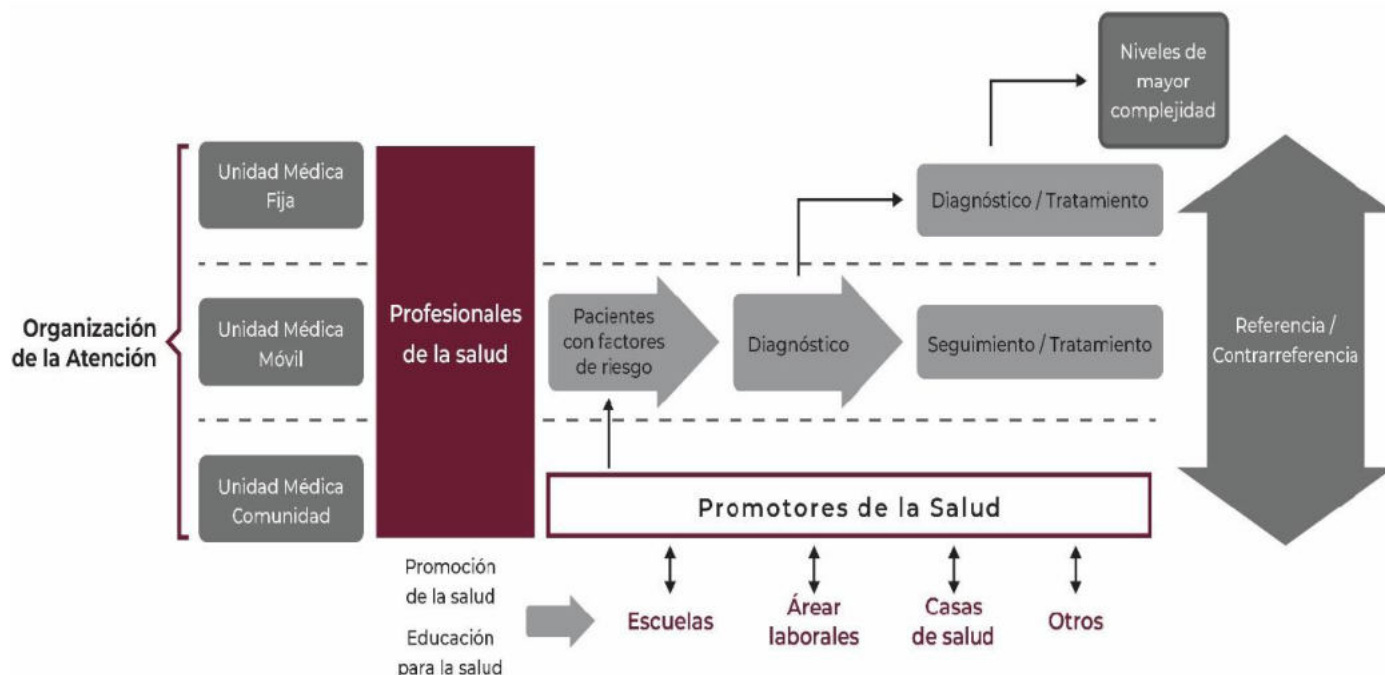 Niveles de
mayor
complejidad
Unidad Médica
Fija
Diagnóstico / Tratamiento
Organización
de la Atención
Unidad Médica
Móvil
Profesionales
de la salud
Pacientes
con factores
de riesgo
Diagnóstico
Seguimiento / Tratamiento
Referencia /
Contrarreferencia
Unidad Médica
Comunidad
Promotores de la Salud
Promoción
de la salud
Educación
para la salud
Escuelas
Árear
laborales
Casas
de salud
Otros